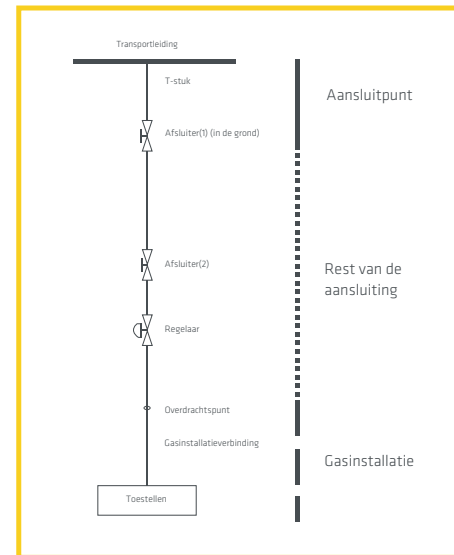 Transportleiding
T-stuk
Aansluitpunt
Afsluiter(1) (in de grond)
Afsluiter(2)
Rest van de
aansluiting
Regelaar
Overdrachtspunt
Gasinstallatieverbinding
Gasinstallatie
Toestellen